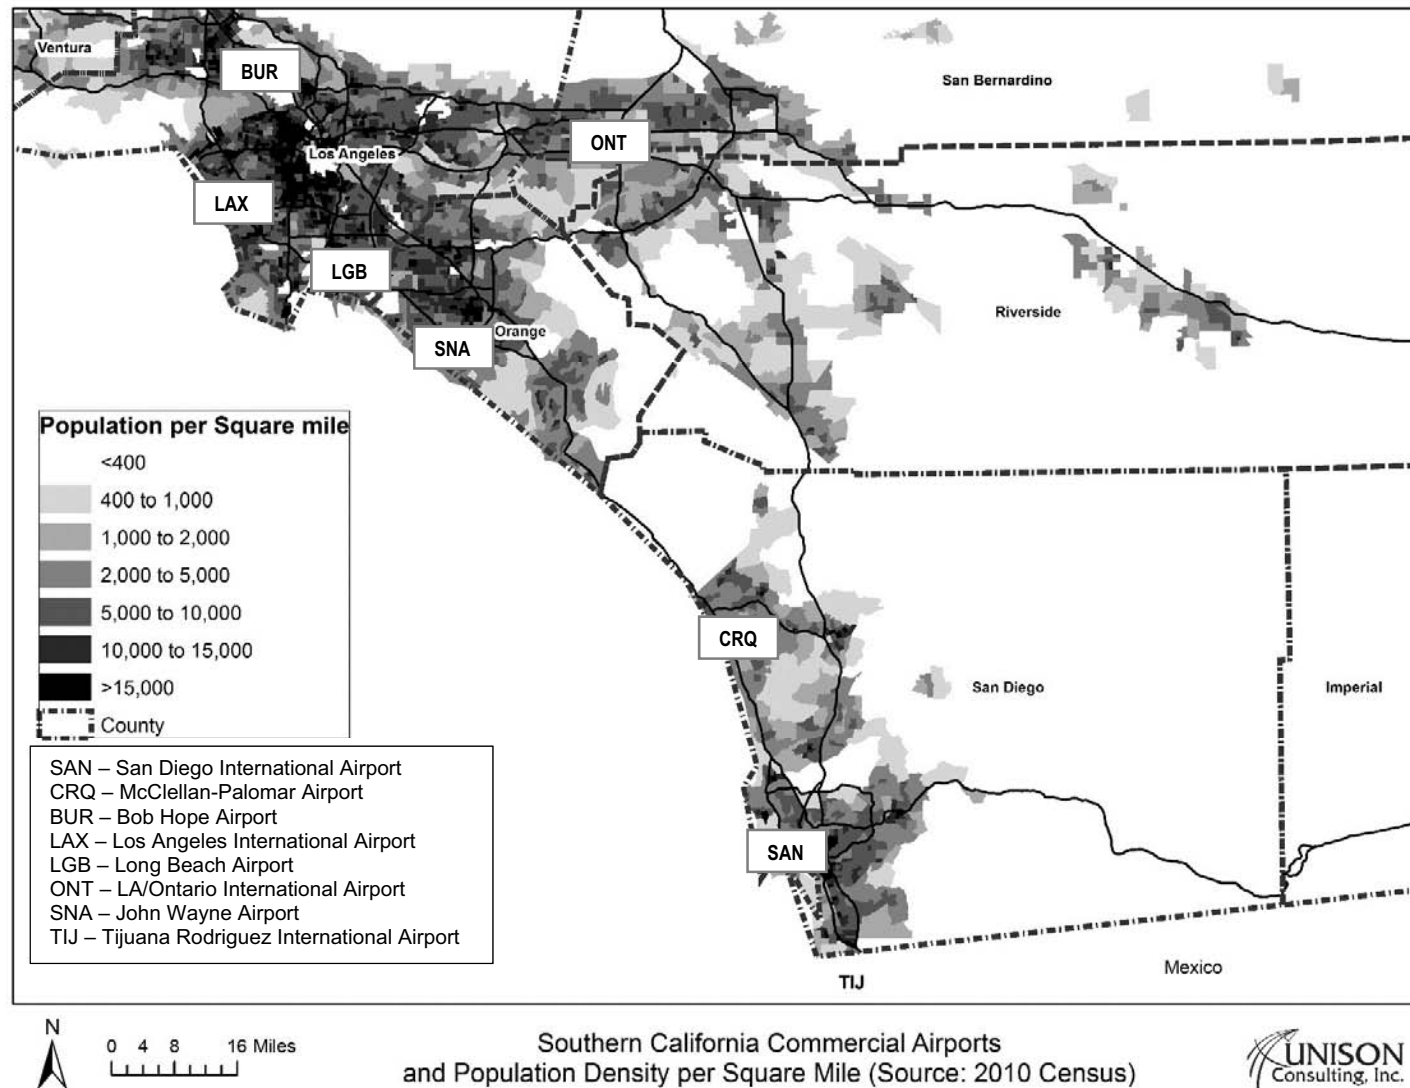 Ventura
BUR
San Bernardino
ONT
Los Angeles
LAX
LGB
Riverside
Orange
SNA
Population per Square mile
<400
400 to 1,000
1,000 to 2,000
2,000 to 5,000
5,000 to 10,000
10,000 to 15,000
>15,000
County
CRQ
San Diego
Imperial
SAN – San Diego International Airport
CRQ – McClellan-Palomar Airport
BUR – Bob Hope Airport
LAX – Los Angeles International Airport
LGB – Long Beach Airport
ONT – LA/Ontario International Airport
SNA – John Wayne Airport
TIJ – Tijuana Rodriguez International Airport
SAN
Mexico
TIJ
N
0 4 8 16 Miles
Southern California Commercial Airports
and Population Density per Square Mile (Source: 2010 Census)
UNISON
Consulting, Inc.